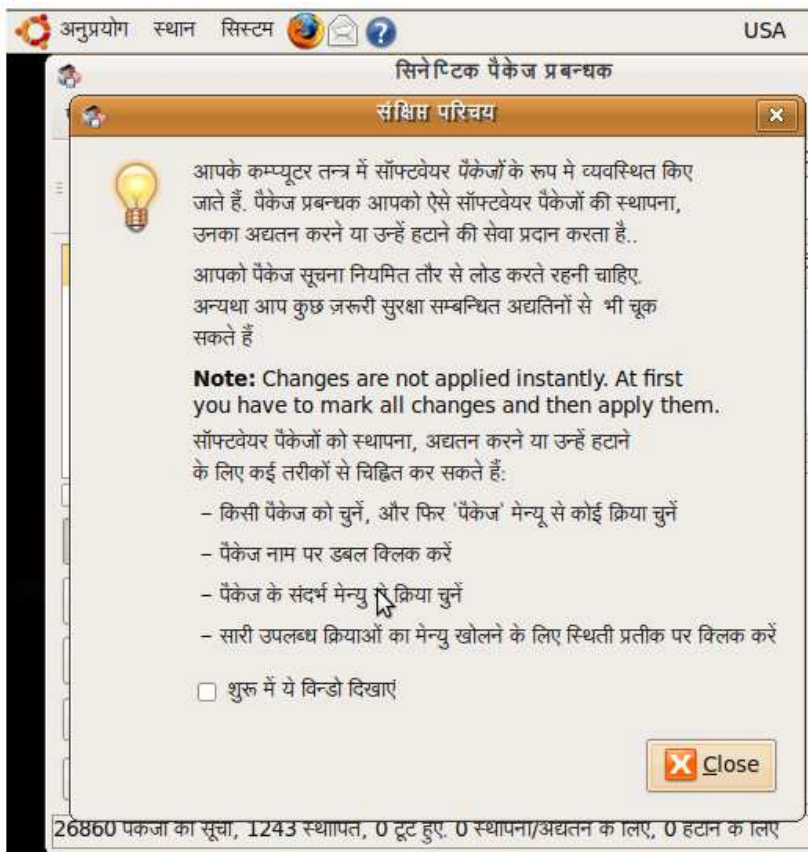 अनुप्रयोग स्थान सिस्टम USA
सिनेप्टिक पैकेज प्रबन्धक
संक्षिप्त परिचय
आपके कम्प्यूटर तन्त्र में सॉफ्टवेयर पैकेजों के रूप मे व्यवस्थित किए
जाते हैं. पैकेज प्रबन्धक आपको ऐसे सॉफ्टवेयर पैकेजों की स्थापना,
उनका अद्यतन करने या उन्हें हटाने की सेवा प्रदान करता है..
आपको पैकेज सूचना नियमित तौर से लोड करते रहनी चाहिए.
अन्यथा आप कुछ ज़रूरी सुरक्षा सम्बन्धित अद्यतिनों से भी चूक
सकते हैं
Note: Changes are not applied instantly. At first
you have to mark all changes and then apply them.
सॉफ्टवेयर पैकेजों को स्थापना, अद्यतन करने या उन्हें हटाने
के लिए कई तरीकों से चिह्नित कर सकते हैं:
– किसी पैकेज को चुनें, और फिर 'पैकेज' मेन्यू से कोई क्रिया चुनें
– पैकेज नाम पर डबल क्लिक करें
– पैकेज के संदर्भ मेन्यु से क्रिया चुनें
– सारी उपलब्ध क्रियाओं का मेन्यु खोलने के लिए स्थिती प्रतीक पर क्लिक करें
शुरू में ये विन्डो दिखाएं
Close
26860 पैकेजों की सूची, 1243 स्थापित, 0 टूटे हुए. 0 स्थापना/अद्यतन के लिए, 0 हटाने के लिए